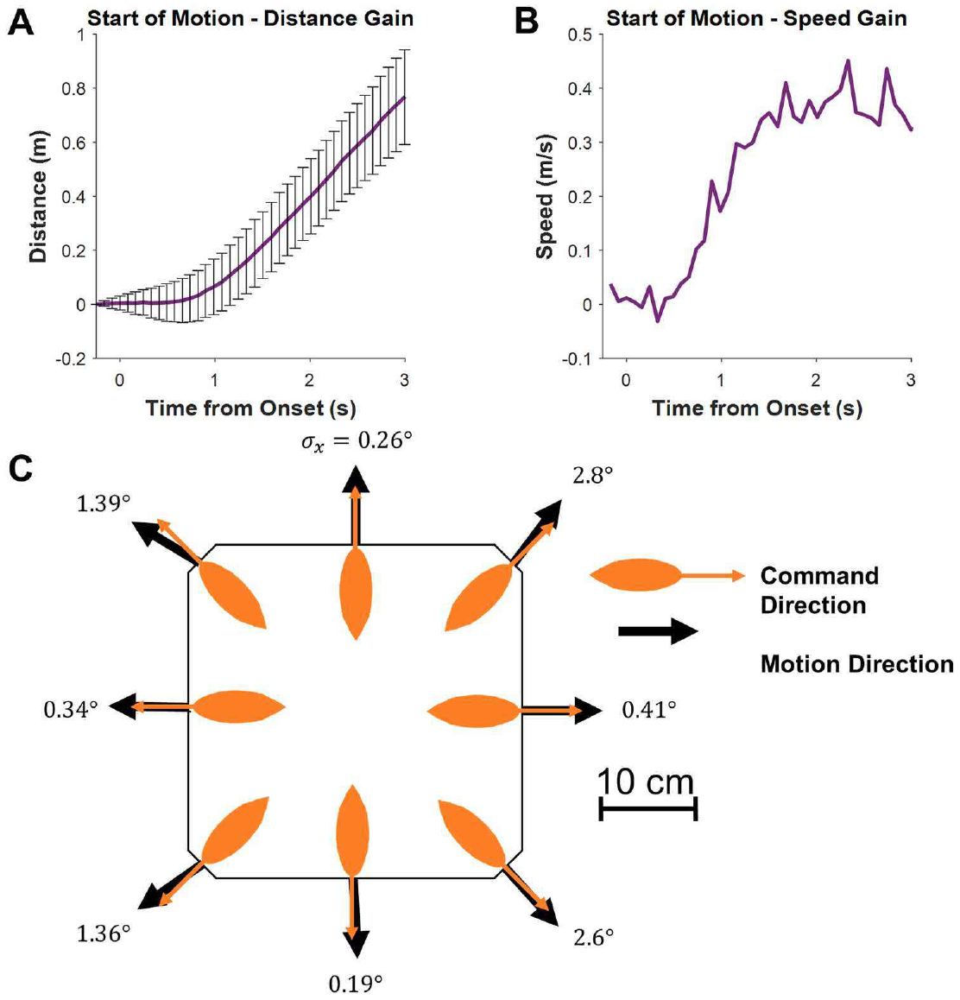 A
Start of Motion - Distance Gain
1
0.8
0.6
0.4
0.2
0
-0.2
Distance (m)
0 1 2 3
Time from Onset (s)
B
Start of Motion - Speed Gain
0.5
0.4
0.3
0.2
0.1
0
-0.1
Speed (m/s)
0 1 2 3
Time from Onset (s)
C
σx = 0.26°
1.39°
2.8°
0.34°
0.41°
1.36°
0.19°
2.6°
Command
Direction
Motion Direction
10 cm